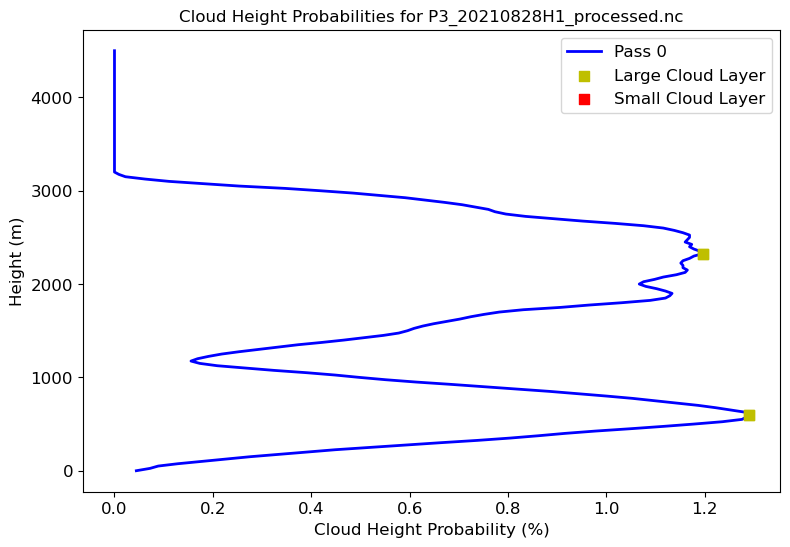 Cloud Height Probabilities for P3_20210828H1_processed.nc
Pass 0
Large Cloud Layer
Small Cloud Layer
4000
3000
2000
1000
0
Height (m)
0.0 0.2 0.4 0.6 0.8 1.0 1.2
Cloud Height Probability (%)